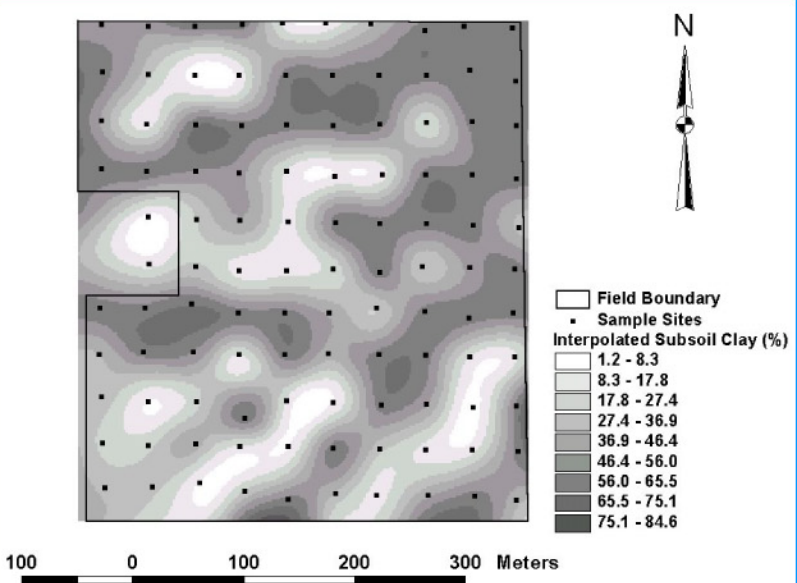 N
Field Boundary
Sample Sites
Interpolated Subsoil Clay (%)
1.2 - 8.3
8.3 - 17.8
17.8 - 27.4
27.4 - 36.9
36.9 - 46.4
46.4 - 56.0
56.0 - 65.5
65.5 - 75.1
75.1 - 84.6
100 0 100 200 300 Meters